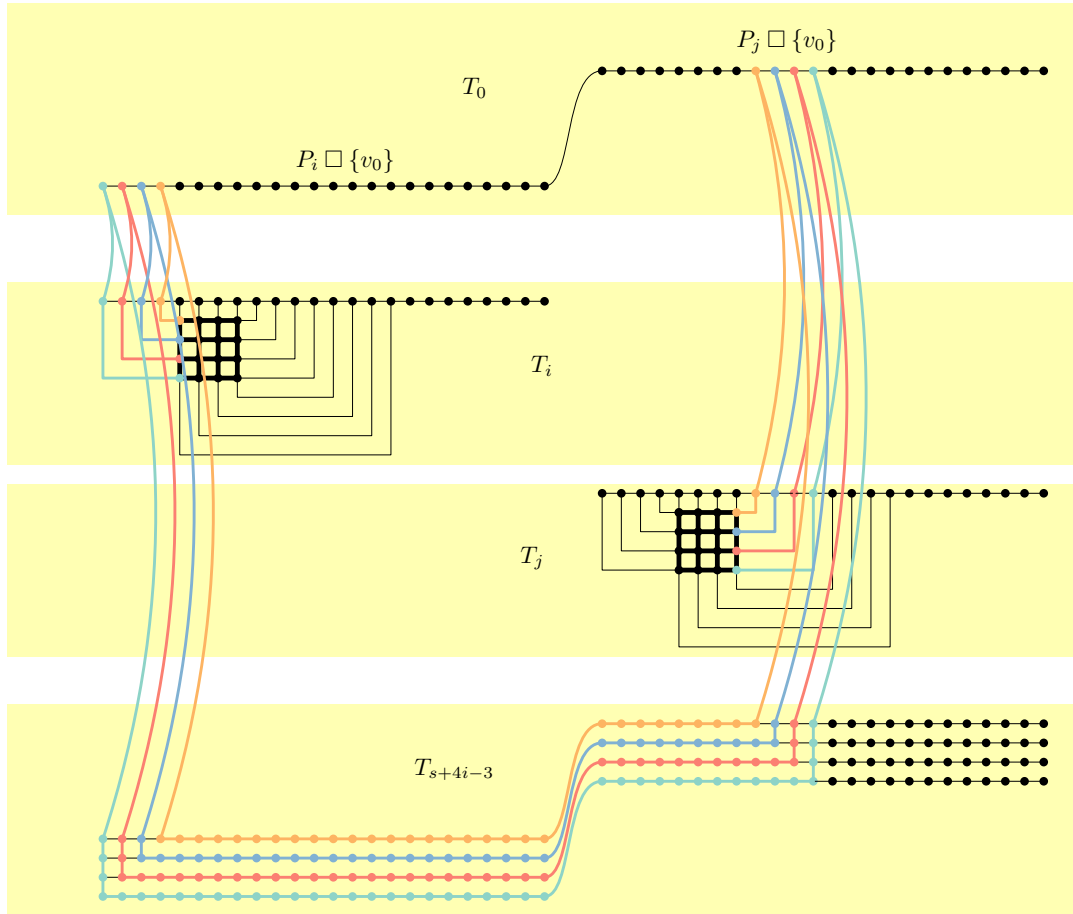 P_j □ {v_0}
T_0
P_i □ {v_0}
T_i
T_j
T_{s+4i−3}